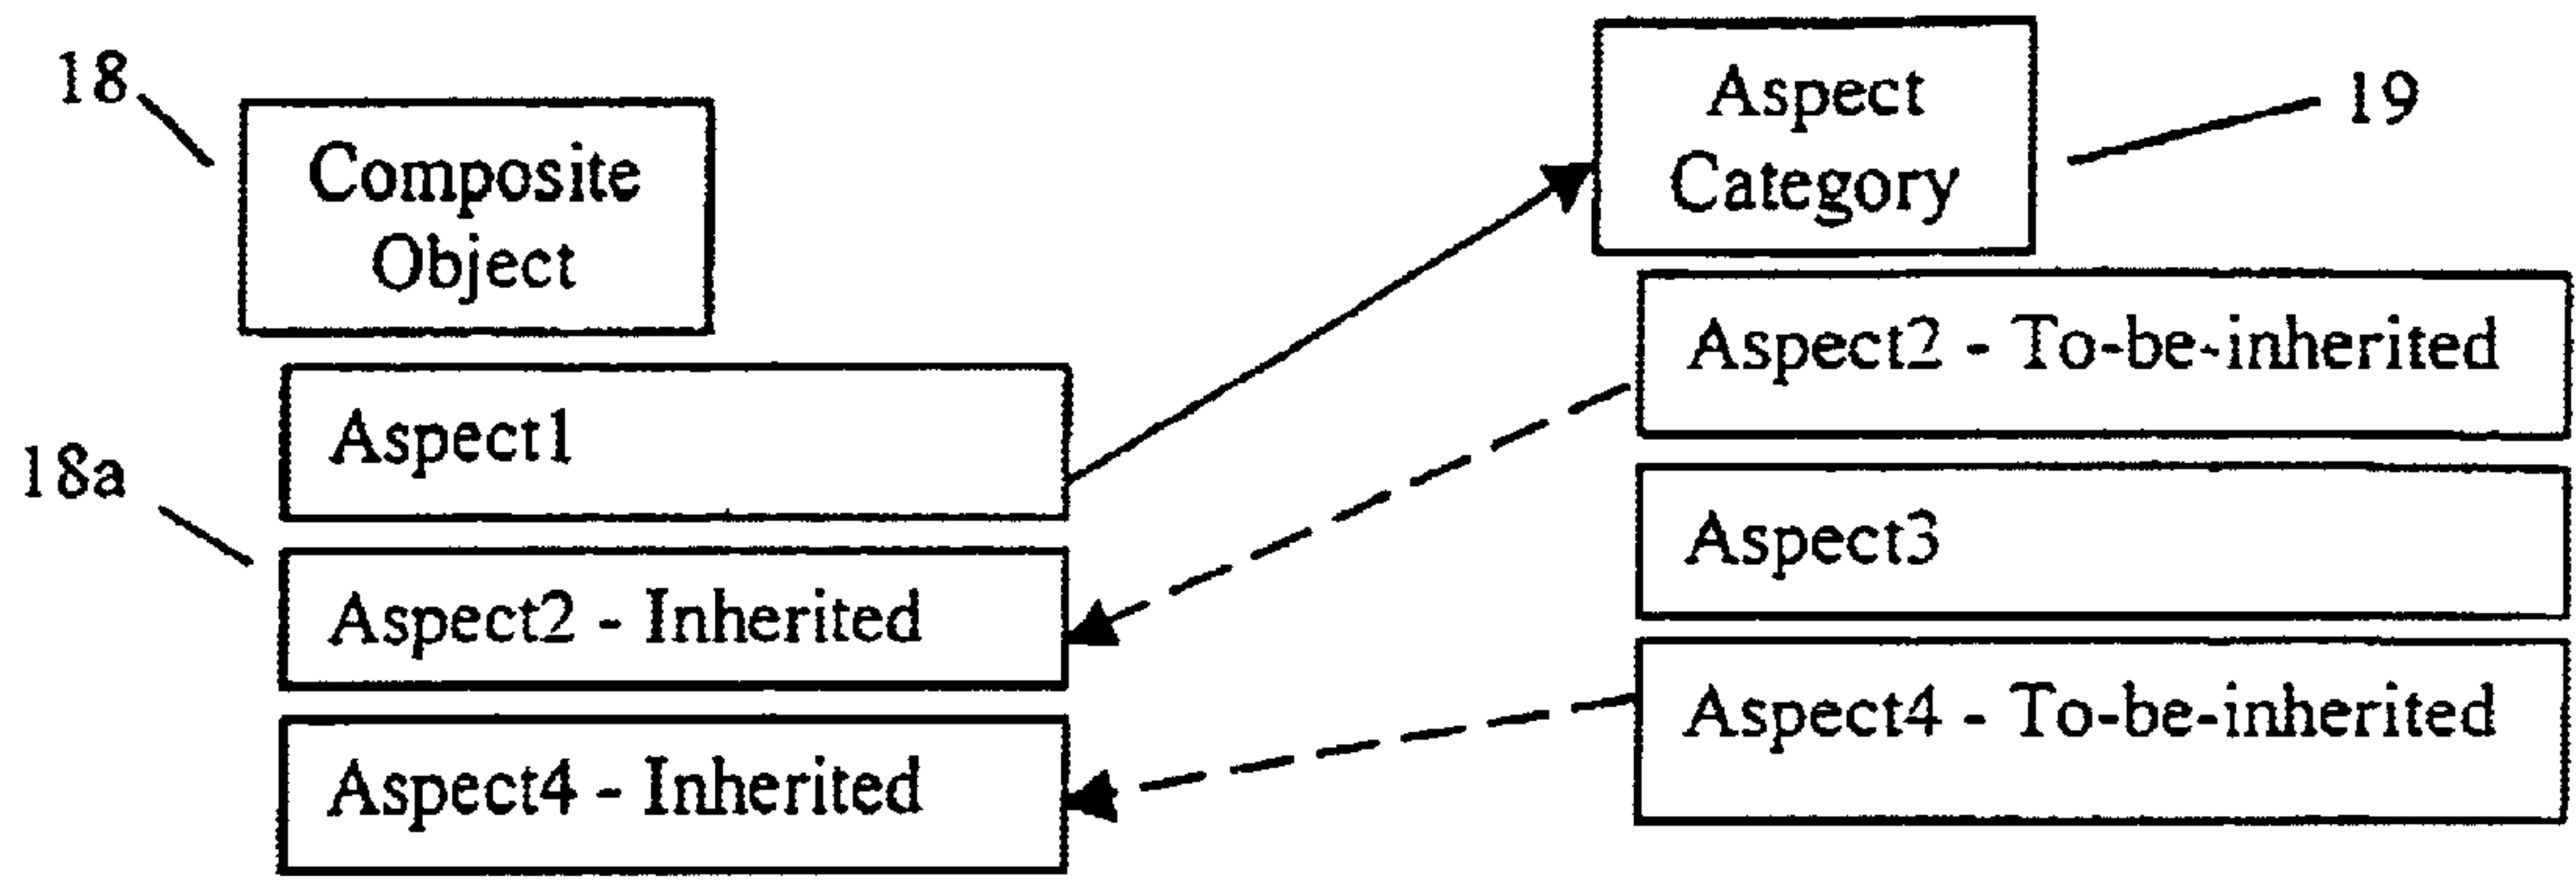 18
Composite
Object
Aspect1
18a
Aspect2 - Inherited
Aspect4 - Inherited
Aspect
Category
19
Aspect2 - To-be-inherited
Aspect3
Aspect4 - To-be-inherited